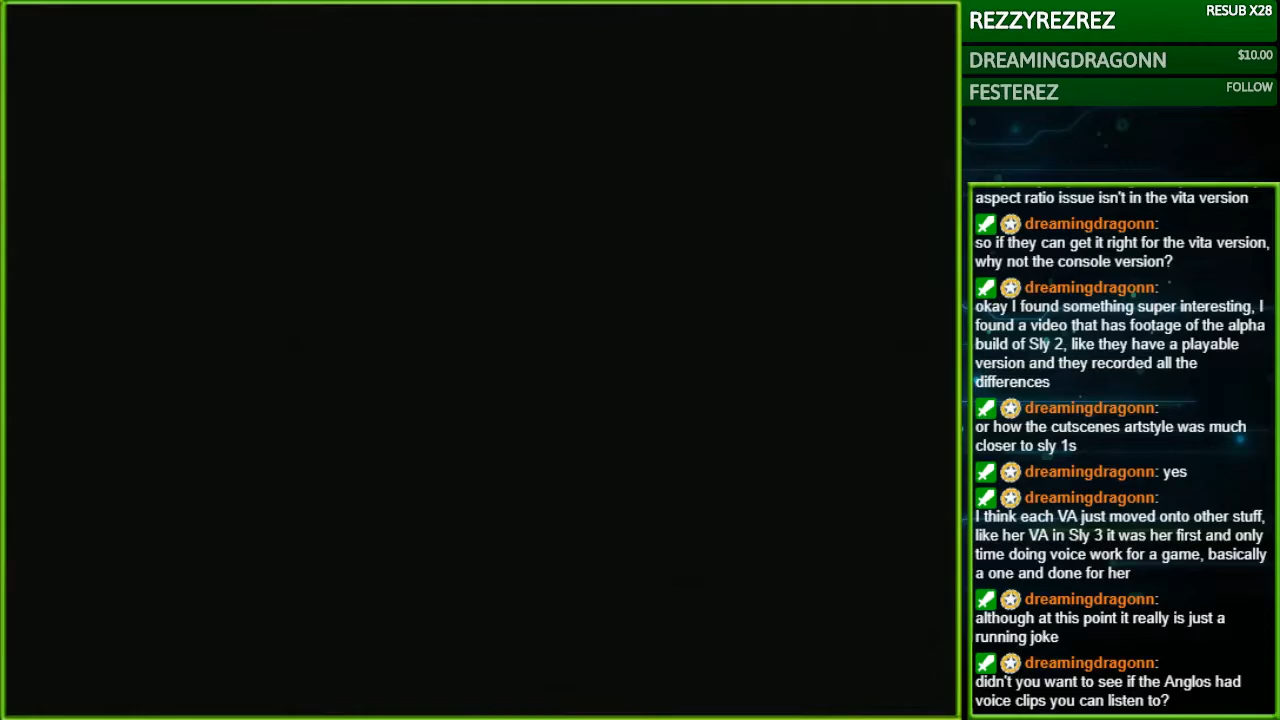 REZZYREZREZ RESUB X28
DREAMINGDRAGONN $10.00
FESTEREZ FOLLOW
aspect ratio issue isn't in the vita version
dreamingdragonn:
so if they can get it right for the vita version,
why not the console version?
dreamingdragonn:
okay I found something super interesting, I
found a video that has footage of the alpha
build of Sly 2, like they have a playable
version and they recorded all the
differences
dreamingdragonn:
or how the cutscenes artstyle was much
closer to sly 1s
dreamingdragonn: yes
dreamingdragonn:
I think each VA just moved onto other stuff,
like her VA in Sly 3 it was her first and only
time doing voice work for a game, basically
a one and done for her
dreamingdragonn:
although at this point it really is just a
running joke
dreamingdragonn:
didn't you want to see if the Anglos had
voice clips you can listen to?